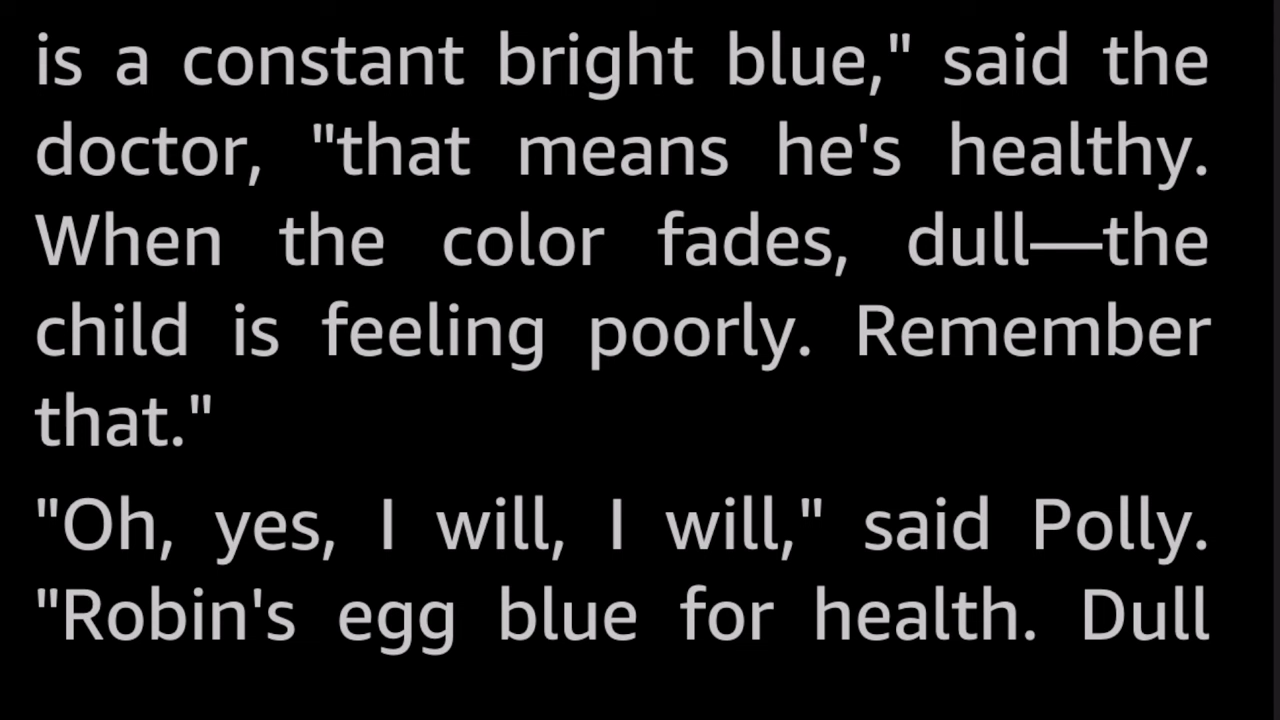 is a constant bright blue," said the
doctor, "that means he's healthy.
When the color fades, dull—the
child is feeling poorly. Remember
that."
"Oh, yes, I will, I will," said Polly.
"Robin's egg blue for health. Dull